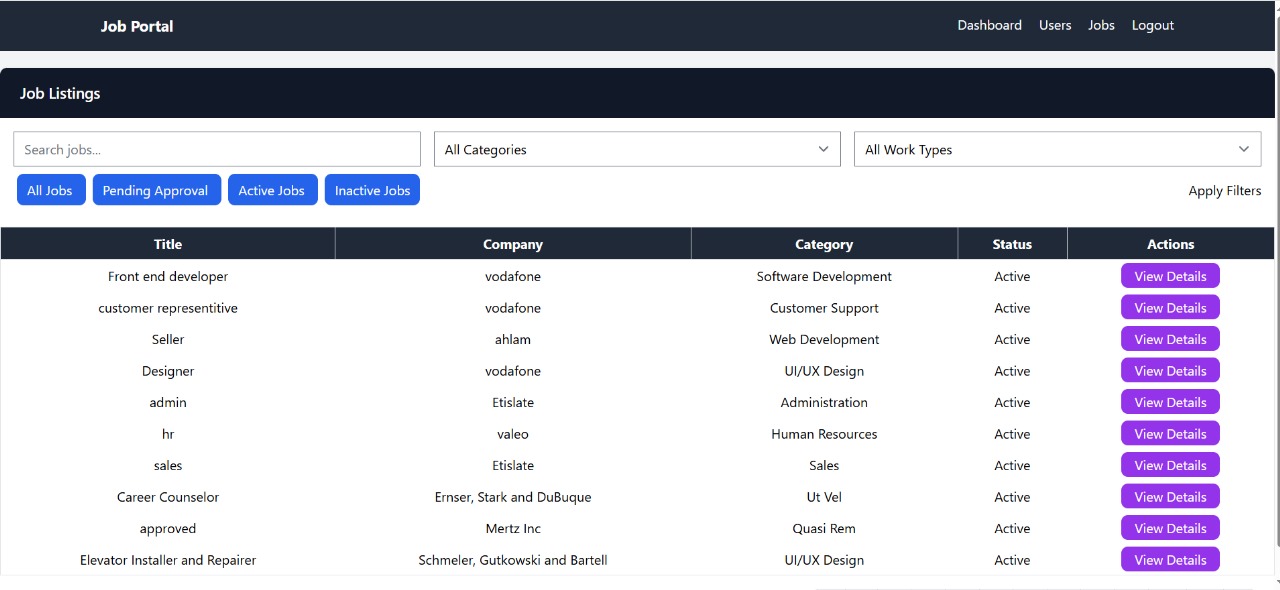 Job Portal Dashboard Users Jobs Logout
Job Listings
Search jobs... All Categories All Work Types
All Jobs Pending Approval Active Jobs Inactive Jobs Apply Filters
Title Company Category Status Actions
Front end developer vodafone Software Development Active View Details
customer representitive vodafone Customer Support Active View Details
Seller ahlam Web Development Active View Details
Designer vodafone UI/UX Design Active View Details
admin Etislate Administration Active View Details
hr valeo Human Resources Active View Details
sales Etislate Sales Active View Details
Career Counselor Ernser, Stark and DuBuque Ut Vel Active View Details
approved Mertz Inc Quasi Rem Active View Details
Elevator Installer and Repairer Schmeler, Gutkowski and Bartell UI/UX Design Active View Details